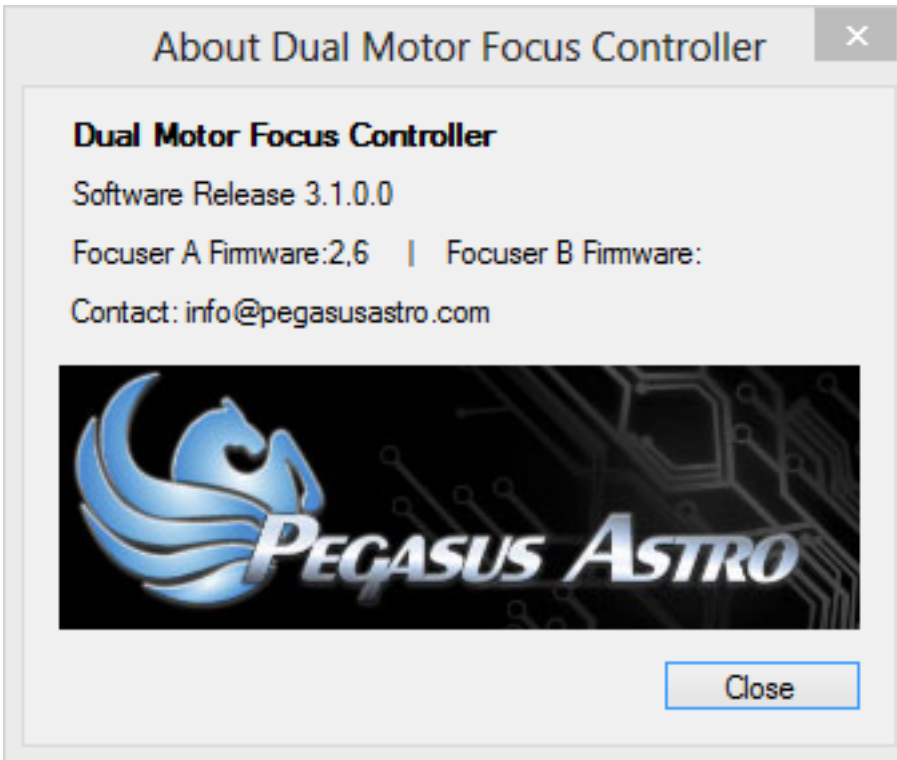 About Dual Motor Focus Controller
Dual Motor Focus Controller
Software Release 3.1.0.0
Focuser A Firmware:2,6 | Focuser B Firmware:
Contact: info@pegasusastro.com
PEGASUS ASTRO
Close